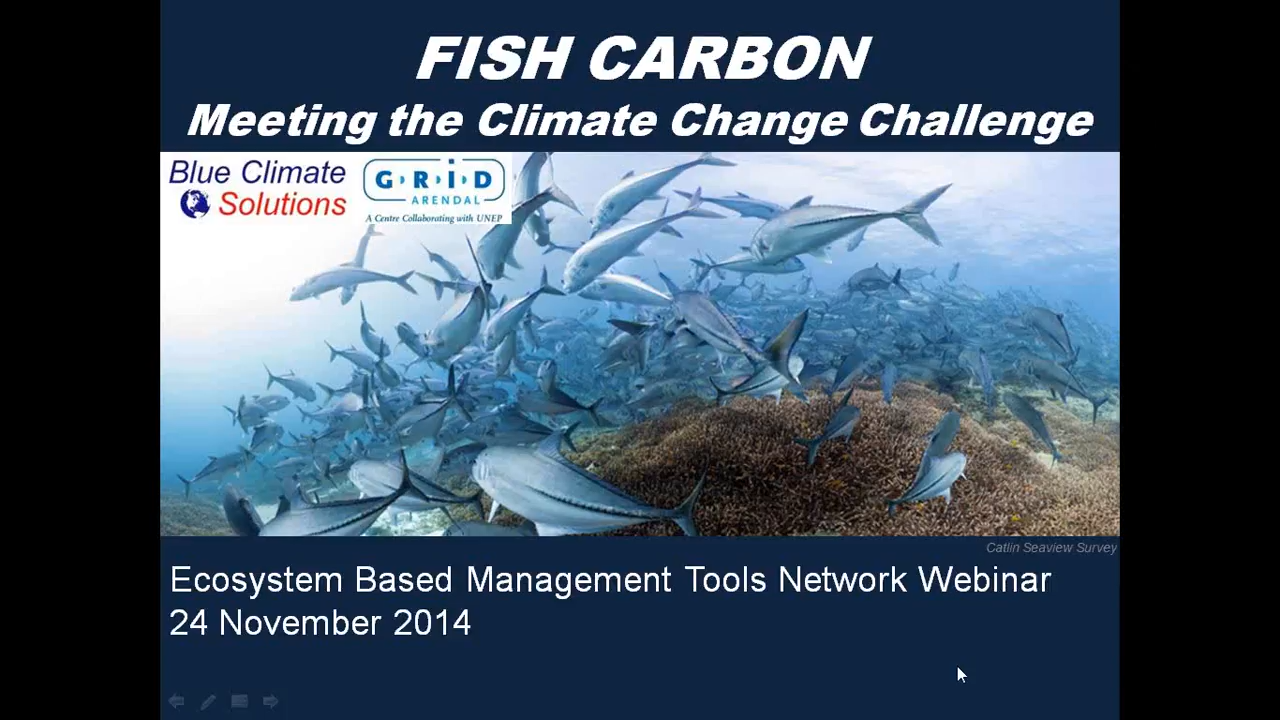 FISH CARBON
Meeting the Climate Change Challenge
Blue Climate
Solutions
GRID
ARENDAL
A Centre Collaborating with UNEP
Catlin Seaview Survey
Ecosystem Based Management Tools Network Webinar
24 November 2014